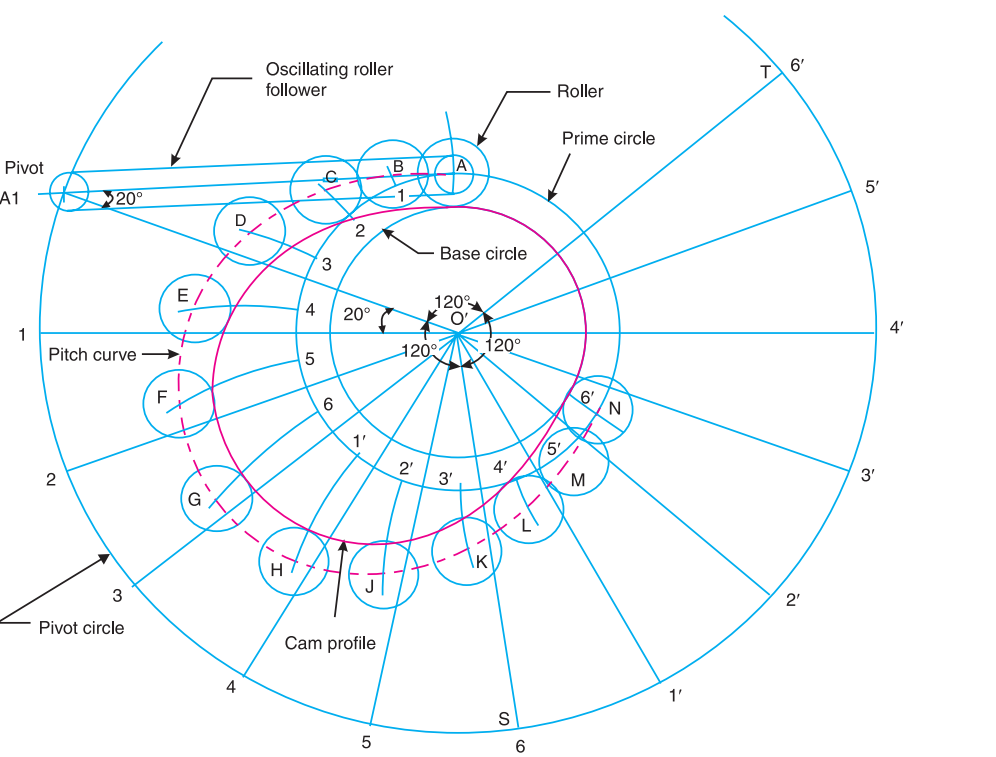 T
6′
Oscillating roller
follower
Roller
Prime circle
Pivot
A1
20°
C
B
A
1
5′
D
2
Base circle
3
E
4
20°
120°
O′
1
120°
120°
4′
Pitch curve
5
F
6
6′
N
1′
2′
3′
4′
5′
M
2
3′
G
L
H
J
K
3
2′
Pivot circle
Cam profile
4
1′
S
5
6